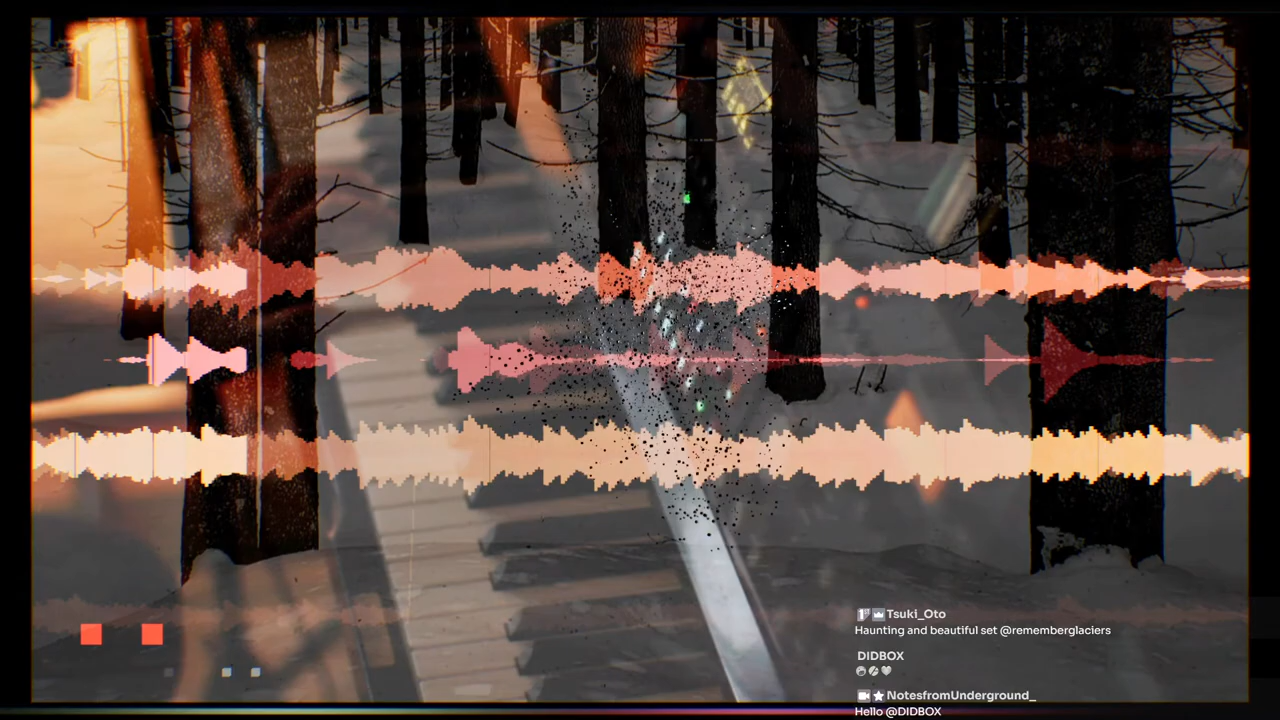 Tsuki_Oto
Haunting and beautiful set @rememberglaciers
DIDBOX
NotesfromUnderground_
Hello @DIDBOX